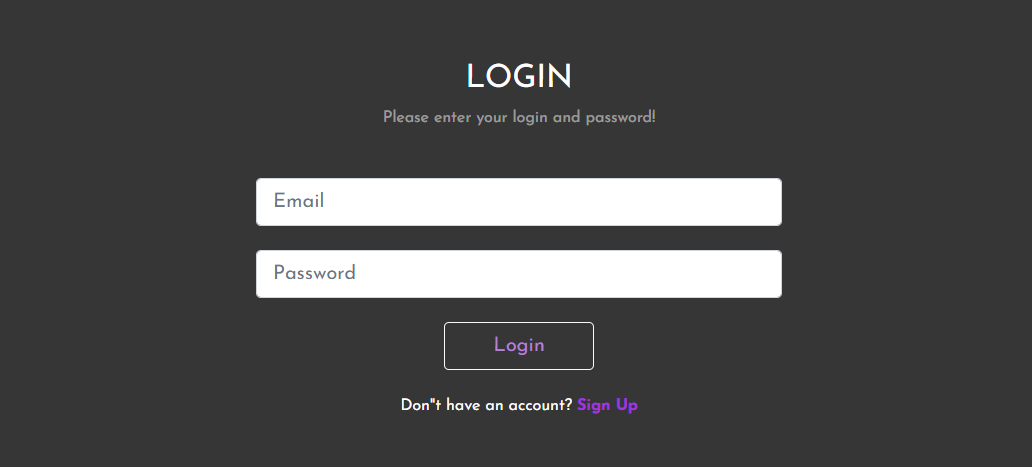 LOGIN
Please enter your login and password!
Email
Password
Login
Don"t have an account? Sign Up